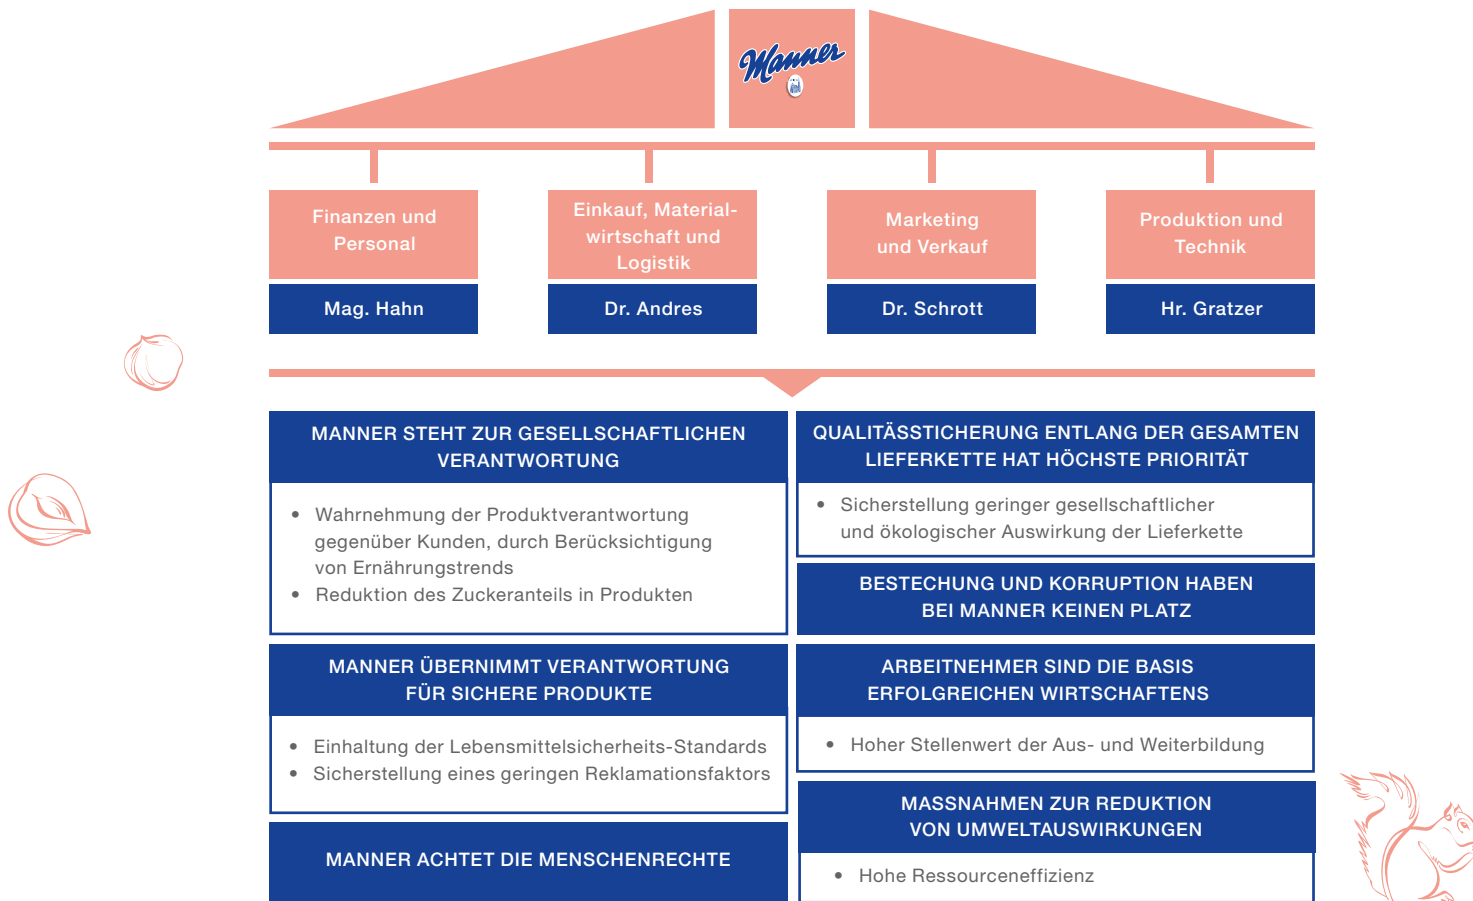 Manner
Finanzen und
Personal
Mag. Hahn
Einkauf, Material-
wirtschaft und
Logistik
Dr. Andres
Marketing
und Verkauf
Dr. Schrott
Produktion und
Technik
Hr. Gratzer
MANNER STEHT ZUR GESELLSCHAFTLICHEN
VERANTWORTUNG
• Wahrnehmung der Produktverantwortung
gegenüber Kunden, durch Berücksichtigung
von Ernährungstrends
• Reduktion des Zuckeranteils in Produkten
MANNER ÜBERNIMMT VERANTWORTUNG
FÜR SICHERE PRODUKTE
• Einhaltung der Lebensmittelsicherheits-Standards
• Sicherstellung eines geringen Reklamationsfaktors
MANNER ACHTET DIE MENSCHENRECHTE
QUALITÄSSTICHERUNG ENTLANG DER GESAMTEN
LIEFERKETTE HAT HÖCHSTE PRIORITÄT
• Sicherstellung geringer gesellschaftlicher
und ökologischer Auswirkung der Lieferkette
BESTECHUNG UND KORRUPTION HABEN
BEI MANNER KEINEN PLATZ
ARBEITNEHMER SIND DIE BASIS
ERFOLGREICHEN WIRTSCHAFTENS
• Hoher Stellenwert der Aus- und Weiterbildung
MASSNAHMEN ZUR REDUKTION
VON UMWELTAUSWIRKUNGEN
• Hohe Ressourceneffizienz